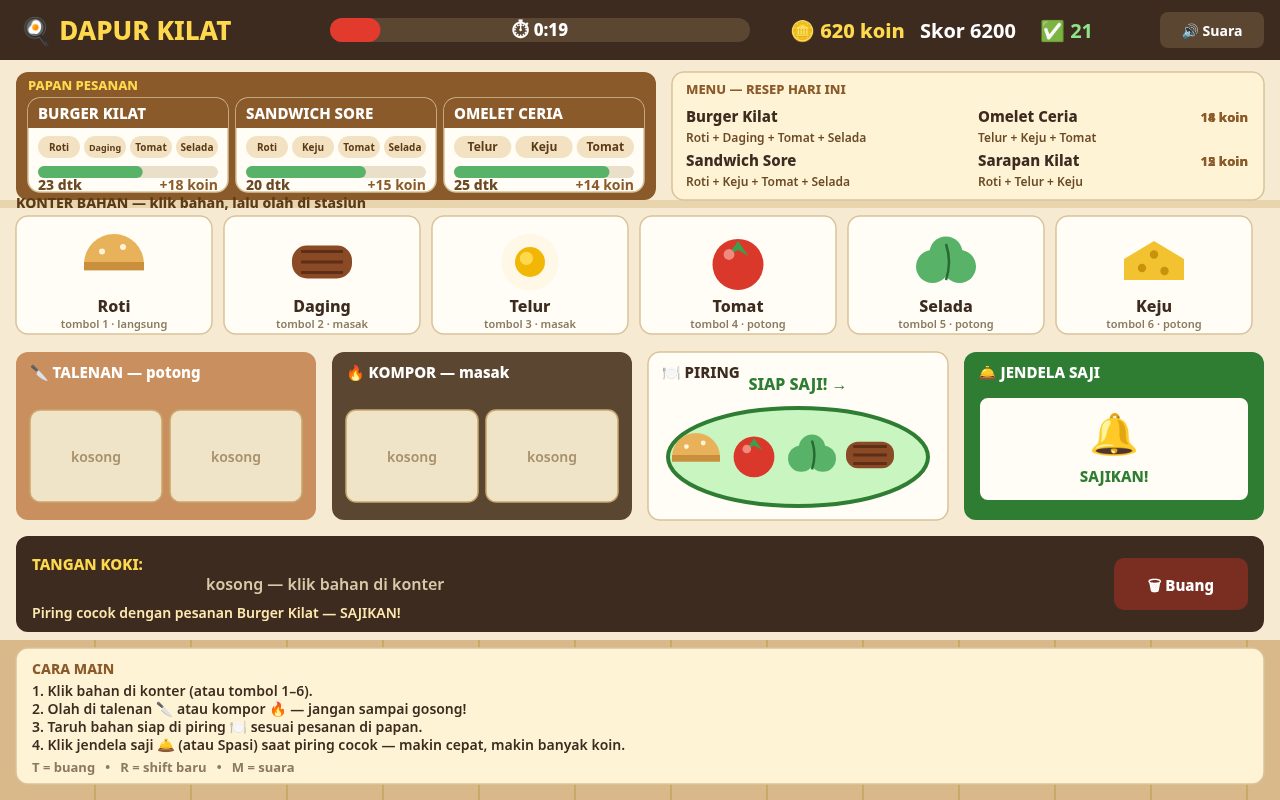 DAPUR KILAT
0:19
620 koin Skor 6200 21
Suara
PAPAN PESANAN
BURGER KILAT
Roti Daging Tomat Selada
23 dtk +18 koin
SANDWICH SORE
Roti Keju Tomat Selada
20 dtk +15 koin
OMELET CERIA
Telur Keju Tomat
25 dtk +14 koin
MENU — RESEP HARI INI
Burger Kilat
Roti + Daging + Tomat + Selada
Omelet Ceria koin
Telur + Keju + Tomat
Sandwich Sore
Roti + Keju + Tomat + Selada
Sarapan Kilat koin
Roti + Telur + Keju
KONTER BAHAN — klik bahan, lalu olah di stasiun
Roti
tombol 1 · langsung
Daging
tombol 2 · masak
Telur
tombol 3 · masak
Tomat
tombol 4 · potong
Selada
tombol 5 · potong
Keju
tombol 6 · potong
TALENAN — potong
kosong kosong
KOMPOR — masak
kosong kosong
PIRING
SIAP SAJI! →
JENDELA SAJI
SAJIKAN!
TANGAN KOKI:
kosong — klik bahan di konter
Piring cocok dengan pesanan Burger Kilat — SAJIKAN!
Buang
CARA MAIN
1. Klik bahan di konter (atau tombol 1–6).
2. Olah di talenan 🔪 atau kompor 🔥 — jangan sampai gosong!
3. Taruh bahan siap di piring 🍽️ sesuai pesanan di papan.
4. Klik jendela saji 🛎️ (atau Spasi) saat piring cocok — makin cepat, makin banyak koin.
T = buang • R = shift baru • M = suara